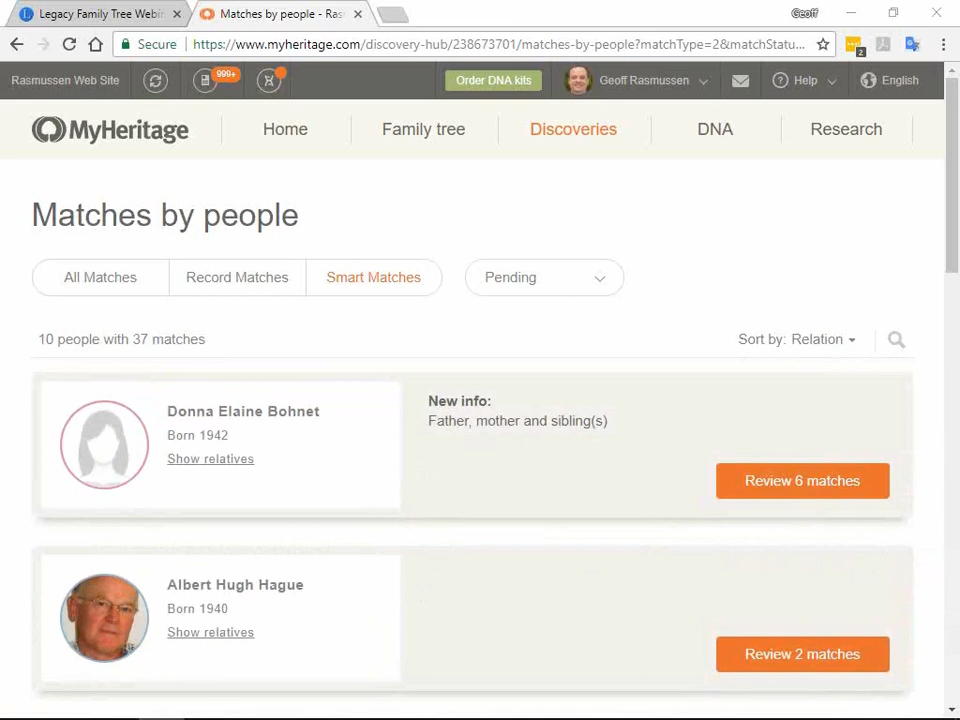 Legacy Family Tree Webin
Matches by people - Ras
Geoff
Secure
https://www.myheritage.com/discovery-hub/238673701/matches-by-people?matchType=2&matchStatu...
2
Rasmussen Web Site
999+
Order DNA kits
Geoff Rasmussen
Help
English
MyHeritage
Home
Family tree
Discoveries
DNA
Research
Matches by people
All Matches
Record Matches
Smart Matches
Pending
10 people with 37 matches
Sort by: Relation
Donna Elaine Bohnet
Born 1942
Show relatives
New info:
Father, mother and sibling(s)
Review 6 matches
Albert Hugh Hague
Born 1940
Show relatives
Review 2 matches